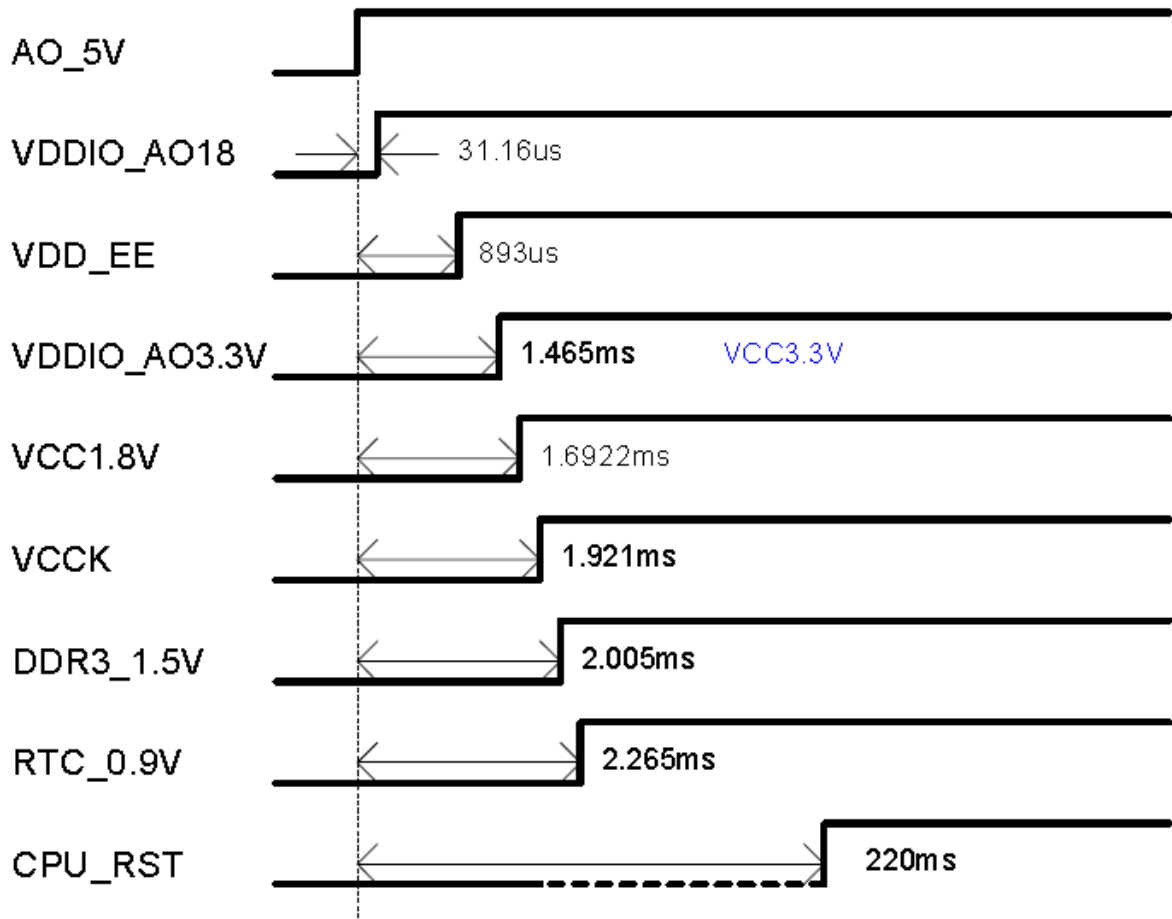 AO_5V
VDDIO_AO18 31.16us
VDD_EE 893us
VDDIO_AO3.3V 1.465ms VCC3.3V
VCC1.8V 1.6922ms
VCCK 1.921ms
DDR3_1.5V 2.005ms
RTC_0.9V 2.265ms
CPU_RST 220ms